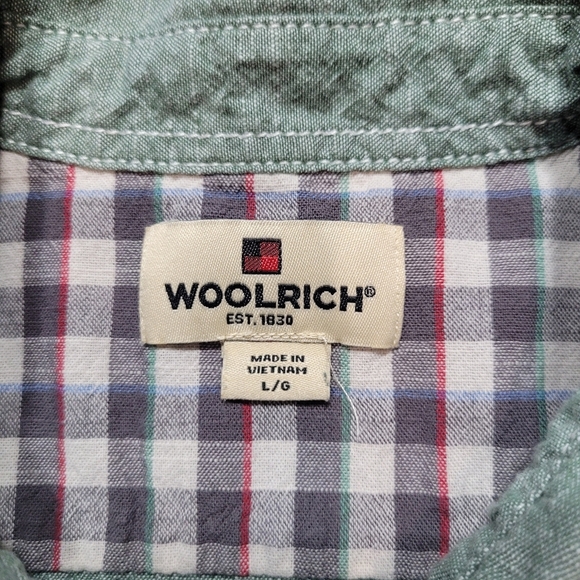 WOOLRICH®
EST. 1830
MADE IN
VIETNAM
L/G